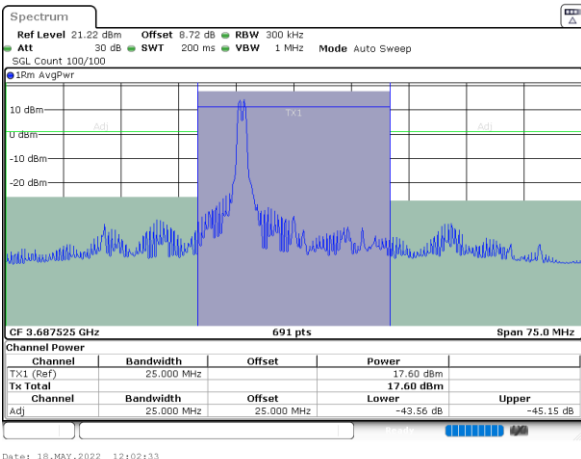 Spectrum
Ref Level 21.22 dBm Offset 8.72 dB RBW 300 kHz
Att 30 dB SWT 200 ms VBW 1 MHz Mode Auto Sweep
SGL Count 100/100
1Rm AvgPwr
10 dBm
TX1
Adj Adj
0 dBm
-10 dBm
-20 dBm
CF 3.687525 GHz 691 pts Span 75.0 MHz
Channel Power
Channel Bandwidth Offset Power
TX1 (Ref) 25.000 MHz 17.60 dBm
Tx Total 17.60 dBm
Channel Bandwidth Offset Lower Upper
Adj 25.000 MHz 25.000 MHz -43.56 dB -45.15 dB
Ready
Date: 18.MAY.2022 12:02:33